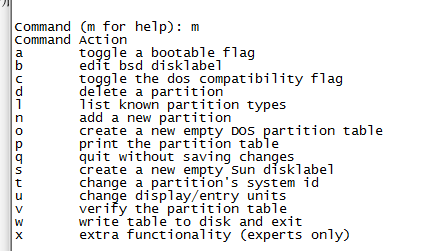 Command (m for help): m
Command Action
a       toggle a bootable flag
b       edit bsd disklabel
c       toggle the dos compatibility flag
d       delete a partition
l       list known partition types
n       add a new partition
o       create a new empty DOS partition table
p       print the partition table
q       quit without saving changes
s       create a new empty Sun disklabel
t       change a partition's system id
u       change display/entry units
v       verify the partition table
w       write table to disk and exit
x       extra functionality (experts only)